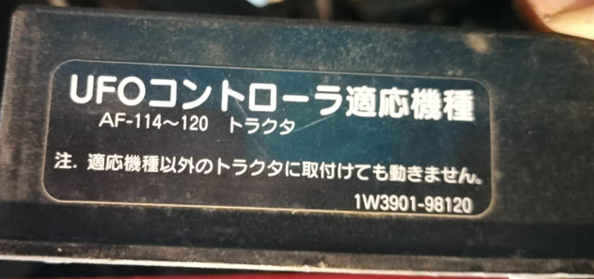 UFOコントローラ適応機種
AF-114～120 トラクタ
注. 適応機種以外のトラクタに取付けても動きません。
1W3901-98120